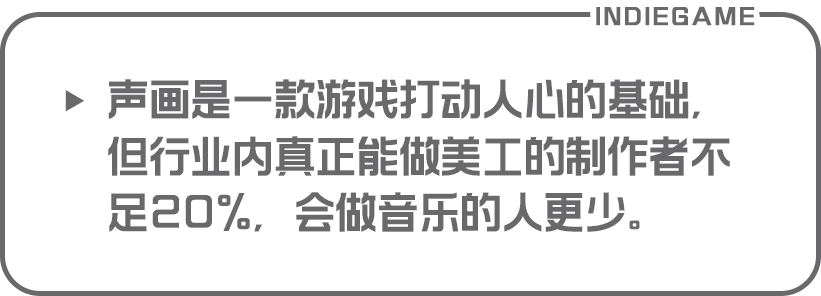 INDIEGAME
声画是一款游戏打动人心的基础,
但行业内真正能做美工的制作者不
足20%, 会做音乐的人更少。